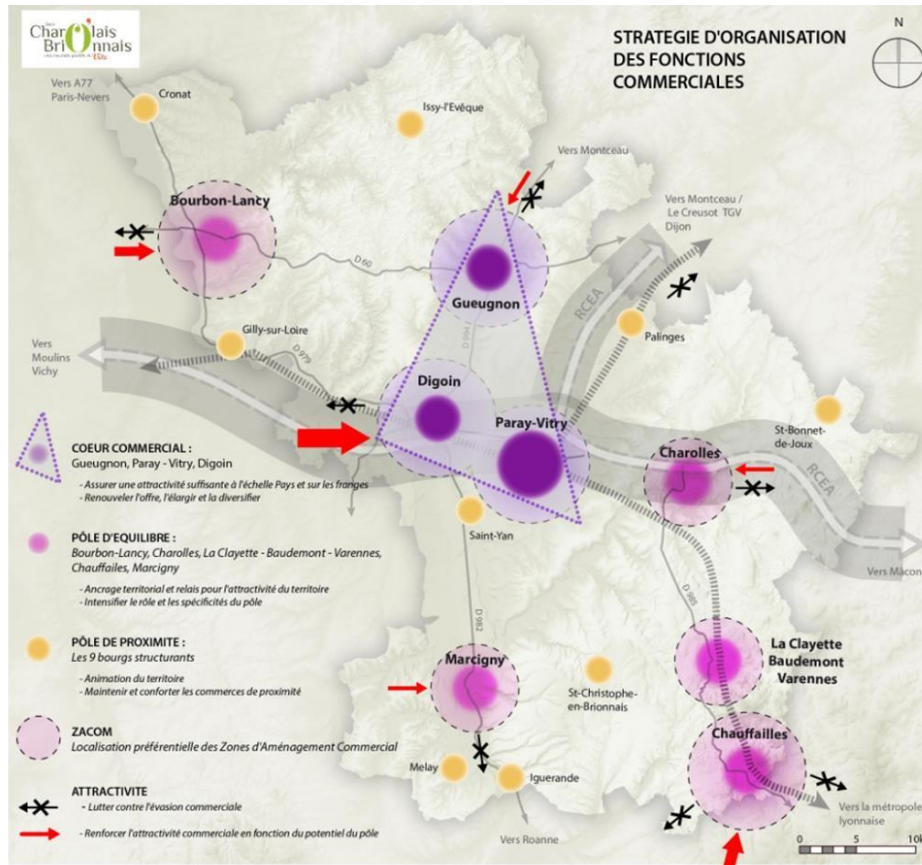 PAYS
Charolais
Brionnais
STRATEGIE D'ORGANISATION
DES FONCTIONS
COMMERCIALES
N
Vers A77
Paris-Nevers
Cronat
Issy-l'Evêque
Vers Montceau
Bourbon-Lancy
Vers Montceau /
Le Creusot TGV
Dijon
D 60
Gueugnon
RCEA
Gilly-sur-Loire
Palinges
Vers
Moulins
Vichy
D 979
Digoin
Paray-Vitry
St-Bonnet-
de-Joux
Charolles
RCEA
Saint-Yan
Vers Mâcon
D 982
D 985
La Clayette
Baudemont
Varennes
Marcigny
St-Christophe-
en-Brionnais
Chauffailles
Melay
Iguerande
Vers la métropole
lyonnaise
Vers Roanne
0 5 10k
COEUR COMMERCIAL :
Gueugnon, Paray - Vitry, Digoin
- Assurer une attractivité suffisante à l'échelle Pays et sur les franges
- Renouveler l'offre, l'élargir et la diversifier
PÔLE D'EQUILIBRE :
Bourbon-Lancy, Charolles, La Clayette - Baudemont - Varennes,
Chauffailes, Marcigny
- Ancrage territorial et relais pour l'attractivité du territoire
- Intensifier le rôle et les spécificités du pôle
PÔLE DE PROXIMITE :
Les 9 bourgs structurants
- Animation du territoire
- Maintenir et conforter les commerces de proximité
ZACOM
Localisation préférentielle des Zones d'Aménagement Commercial
ATTRACTIVITE
- Lutter contre l'évasion commerciale
- Renforcer l'attractivité commerciale en fonction du potentiel du pôle